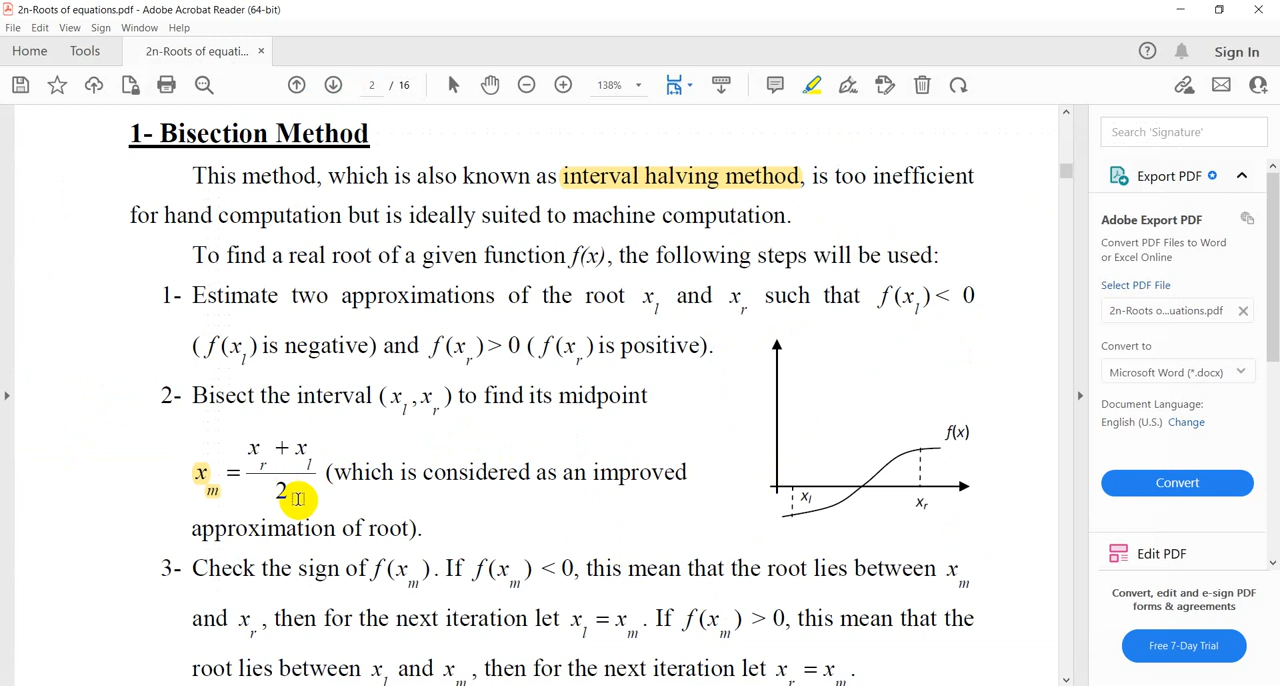 2n-Roots of equations.pdf - Adobe Acrobat Reader (64-bit)
File Edit View Sign Window Help
Home Tools 2n-Roots of equati... × Sign In
2 / 16 138%
1- Bisection Method
This method, which is also known as interval halving method, is too inefficient
for hand computation but is ideally suited to machine computation.
To find a real root of a given function f(x), the following steps will be used:
1- Estimate two approximations of the root x_l and x_r such that f(x_l) < 0
(f(x_l) is negative) and f(x_r) > 0 (f(x_r) is positive).
2- Bisect the interval (x_l, x_r) to find its midpoint
x_m = (x_r + x_l) / 2 (which is considered as an improved
approximation of root).
f(x)
x_l
x_r
3- Check the sign of f(x_m). If f(x_m) < 0, this mean that the root lies between x_m
and x_r, then for the next iteration let x_l = x_m. If f(x_m) > 0, this mean that the
root lies between x_l and x_m, then for the next iteration let x_r = x_m.
Search 'Signature'
Export PDF
Adobe Export PDF
Convert PDF Files to Word
or Excel Online
Select PDF File
2n-Roots o...uations.pdf
Convert to
Microsoft Word (*.docx)
Document Language:
English (U.S.) Change
Convert
Edit PDF
Convert, edit and e-sign PDF
forms & agreements
Free 7-Day Trial